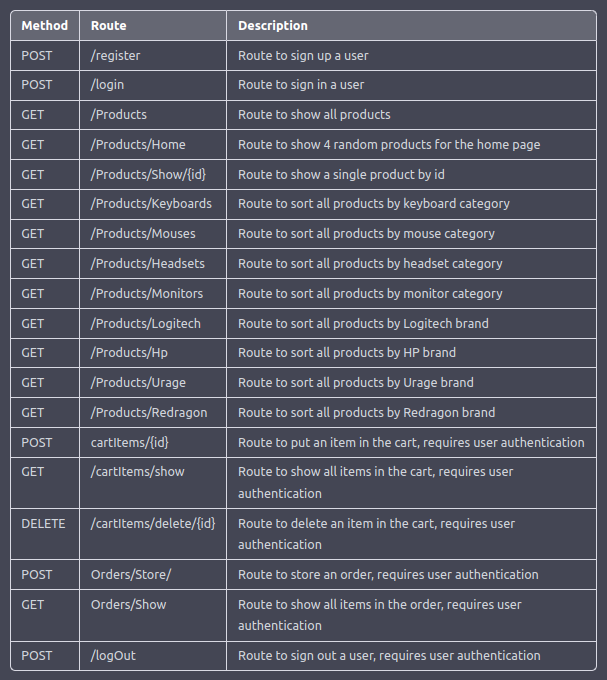 Method Route Description
POST /register Route to sign up a user
POST /login Route to sign in a user
GET /Products Route to show all products
GET /Products/Home Route to show 4 random products for the home page
GET /Products/Show/{id} Route to show a single product by id
GET /Products/Keyboards Route to sort all products by keyboard category
GET /Products/Mouses Route to sort all products by mouse category
GET /Products/Headsets Route to sort all products by headset category
GET /Products/Monitors Route to sort all products by monitor category
GET /Products/Logitech Route to sort all products by Logitech brand
GET /Products/Hp Route to sort all products by HP brand
GET /Products/Urage Route to sort all products by Urage brand
GET /Products/Redragon Route to sort all products by Redragon brand
POST cartItems/{id} Route to put an item in the cart, requires user authentication
GET /cartItems/show Route to show all items in the cart, requires user
authentication
DELETE /cartItems/delete/{id} Route to delete an item in the cart, requires user
authentication
POST Orders/Store/ Route to store an order, requires user authentication
GET Orders/Show Route to show all items in the order, requires user
authentication
POST /logOut Route to sign out a user, requires user authentication